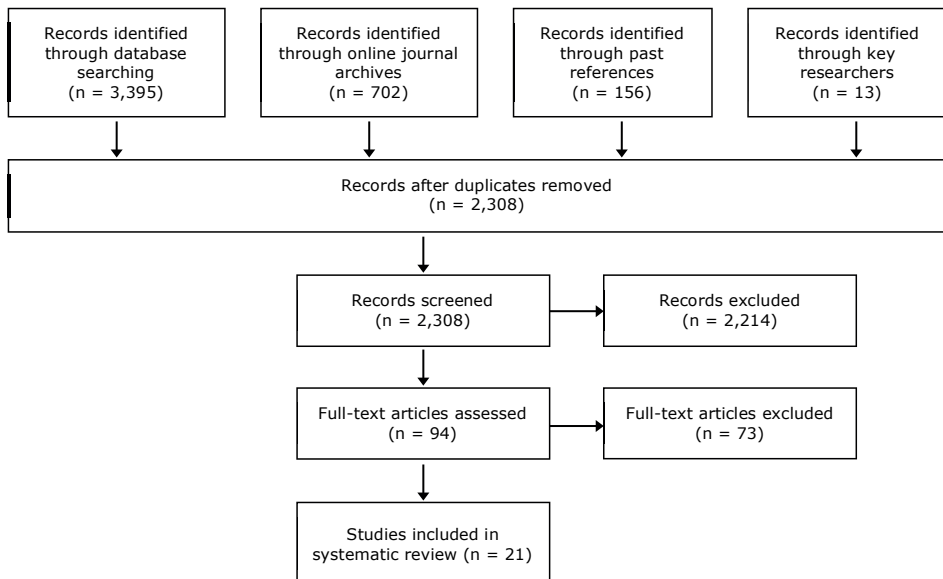 Records identified
through database
searching
(n = 3,395)
Records identified
through online journal
archives
(n = 702)
Records identified
through past
references
(n = 156)
Records identified
through key
researchers
(n = 13)
Records after duplicates removed
(n = 2,308)
Records screened
(n = 2,308)
Records excluded
(n = 2,214)
Full-text articles assessed
(n = 94)
Full-text articles excluded
(n = 73)
Studies included in
systematic review (n = 21)